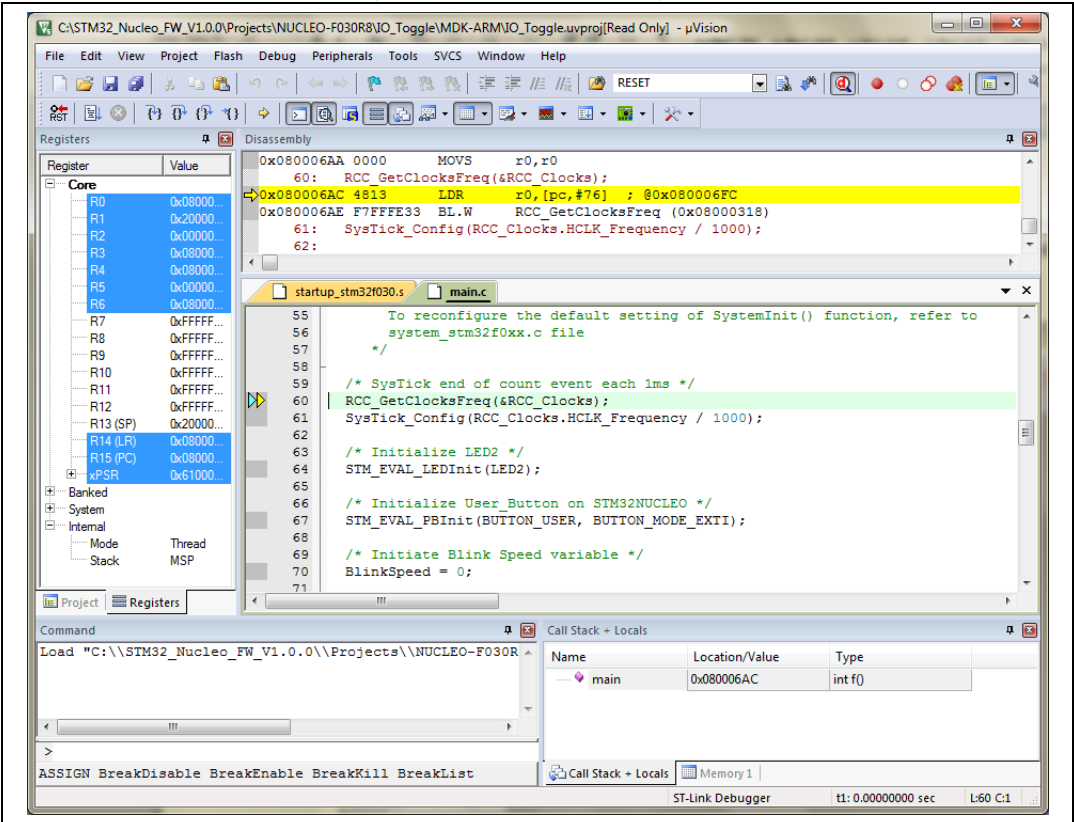 C:\STM32_Nucleo_FW_V1.0.0\Projects\NUCLEO-F030R8\IO_Toggle\MDK-ARM\IO_Toggle.uvproj[Read Only] - µVision
File Edit View Project Flash Debug Peripherals Tools SVCS Window Help
RESET
RST
Registers
Register Value
Core
R0 0x08000...
R1 0x20000...
R2 0x00000...
R3 0x08000...
R4 0x08000...
R5 0x00000...
R6 0x08000...
R7 0xFFFFF...
R8 0xFFFFF...
R9 0xFFFFF...
R10 0xFFFFF...
R11 0xFFFFF...
R12 0xFFFFF...
R13 (SP) 0x20000...
R14 (LR) 0x08000...
R15 (PC) 0x08000...
xPSR 0x61000...
Banked
System
Internal
Mode Thread
Stack MSP
Project Registers
Disassembly
0x080006AA 0000 MOVS r0,r0
60: RCC_GetClocksFreq(&RCC_Clocks);
0x080006AC 4813 LDR r0,[pc,#76] ; @0x080006FC
0x080006AE F7FFFE33 BL.W RCC_GetClocksFreq (0x08000318)
61: SysTick_Config(RCC_Clocks.HCLK_Frequency / 1000);
62:
startup_stm32f030.s main.c
55 To reconfigure the default setting of SystemInit() function, refer to
56 system_stm32f0xx.c file
57 */
58
59 /* SysTick end of count event each 1ms */
60 RCC_GetClocksFreq(&RCC_Clocks);
61 SysTick_Config(RCC_Clocks.HCLK_Frequency / 1000);
62
63 /* Initialize LED2 */
64 STM_EVAL_LEDInit(LED2);
65
66 /* Initialize User_Button on STM32NUCLEO */
67 STM_EVAL_PBInit(BUTTON_USER, BUTTON_MODE_EXTI);
68
69 /* Initiate Blink Speed variable */
70 BlinkSpeed = 0;
71
Command
Load "C:\\STM32_Nucleo_FW_V1.0.0\\Projects\\NUCLEO-F030R
>
ASSIGN BreakDisable BreakEnable BreakKill BreakList
Call Stack + Locals
Name Location/Value Type
main 0x080006AC int f()
Call Stack + Locals Memory 1
ST-Link Debugger t1: 0.00000000 sec L:60 C:1